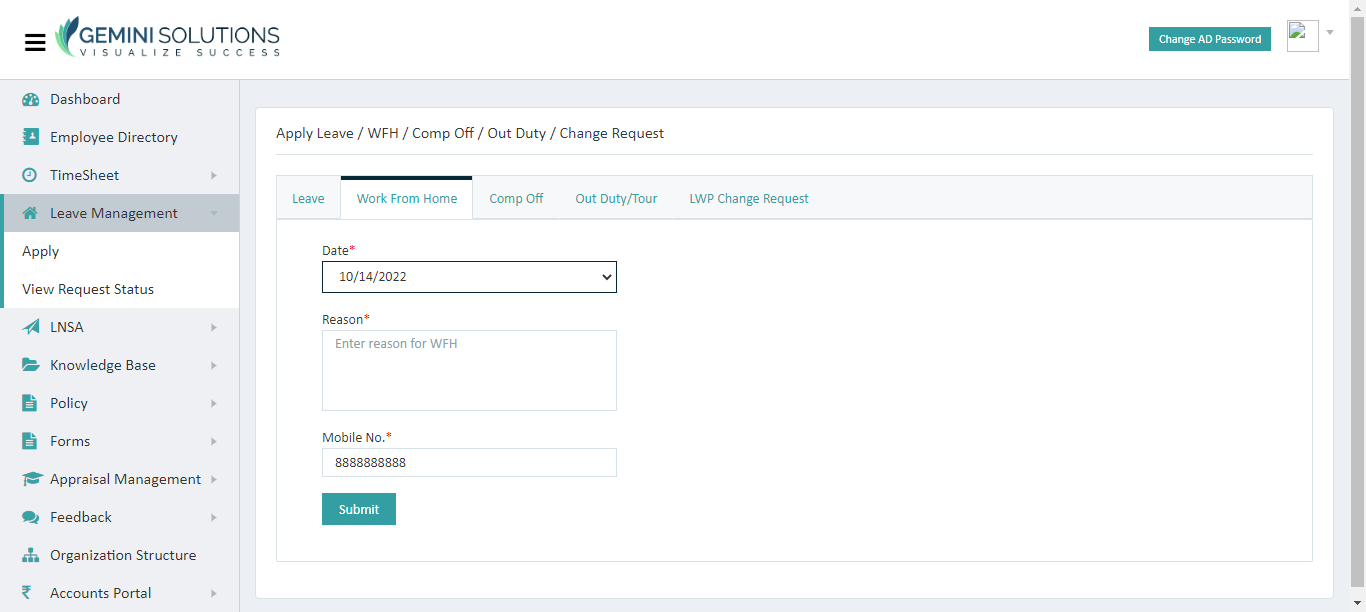 GEMINI SOLUTIONS
VISUALIZE SUCCESS
Change AD Password
Dashboard
Employee Directory
TimeSheet
Leave Management
Apply
View Request Status
LNSA
Knowledge Base
Policy
Forms
Appraisal Management
Feedback
Organization Structure
Accounts Portal
Apply Leave / WFH / Comp Off / Out Duty / Change Request
Leave Work From Home Comp Off Out Duty/Tour LWP Change Request
Date*
10/14/2022
Reason*
Enter reason for WFH
Mobile No.*
8888888888
Submit